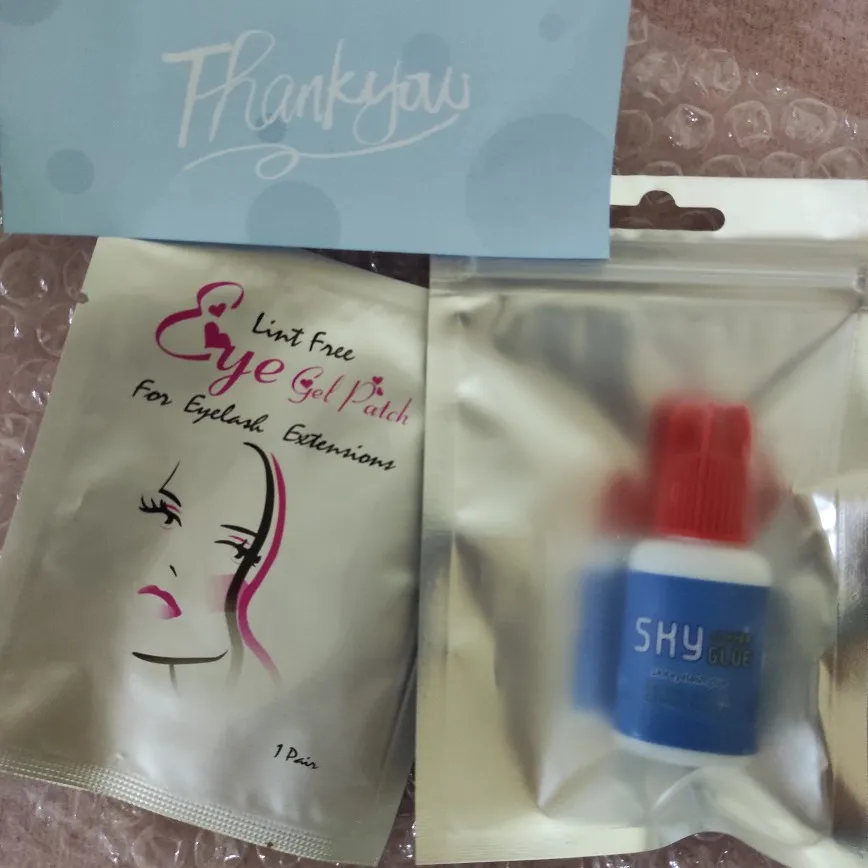 Thankyou
Lint Free
Eye Gel Patch
For Eyelash Extensions
1 Pair
SKY
GLUE